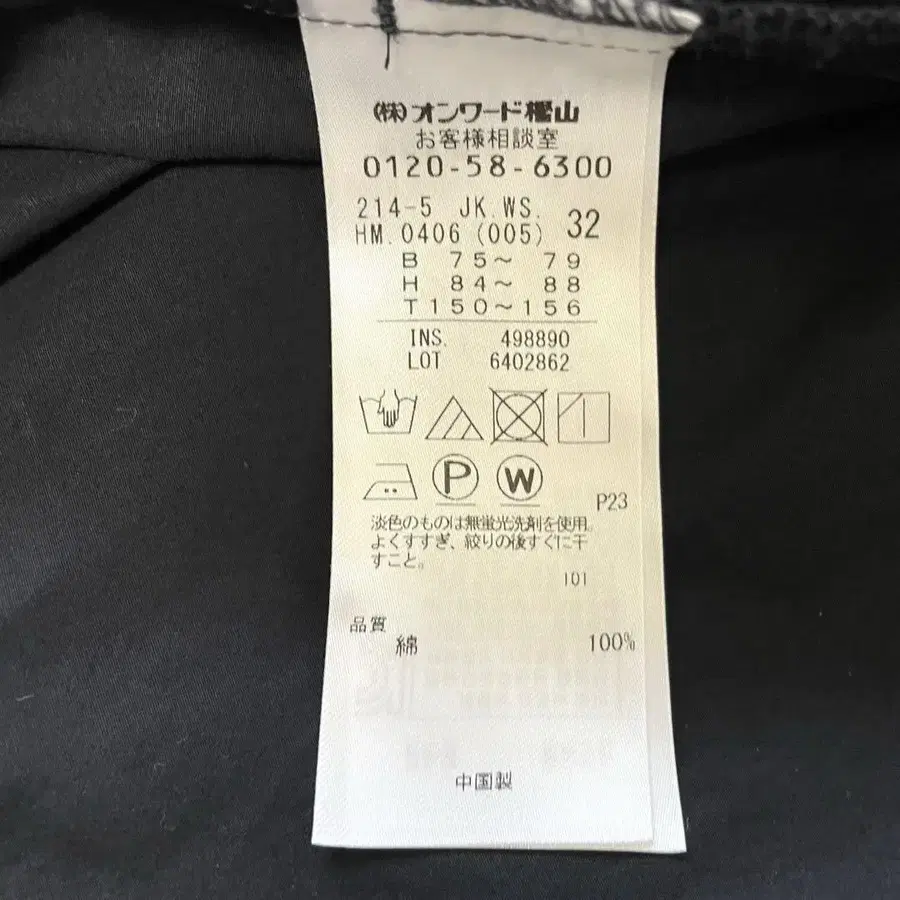 (株)オンワード樫山
お客様相談室
0120-58-6300
214-5 JK.WS.
HM.0406 (005) 32
B 75～ 79
H 84～ 88
T150～156
INS. 498890
LOT 6402862
P W
P23
淡色のものは無蛍光洗剤を使用。
よくすすぎ、絞りの後すぐに干
すこと。
101
品質
綿 100%
中国製